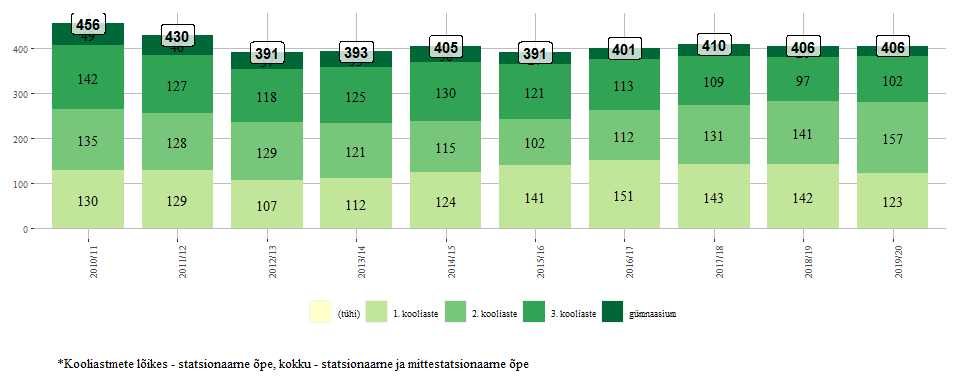 456 430 391 393 405 391 401 410 406 406
49 46 37
400
142 127 118 125 130 121 113 109 97 102
300
135 128 129 121 115 102 112 131 141 157
200
100
130 129 107 112 124 141 151 143 142 123
0
2010/11 2011/12 2012/13 2013/14 2014/15 2015/16 2016/17 2017/18 2018/19 2019/20
(tühi) 1. kooliaste 2. kooliaste 3. kooliaste gümnaasium
*Kooliastmete lõikes - statsionaarne õpe, kokku - statsionaarne ja mittestatsionaarne õpe